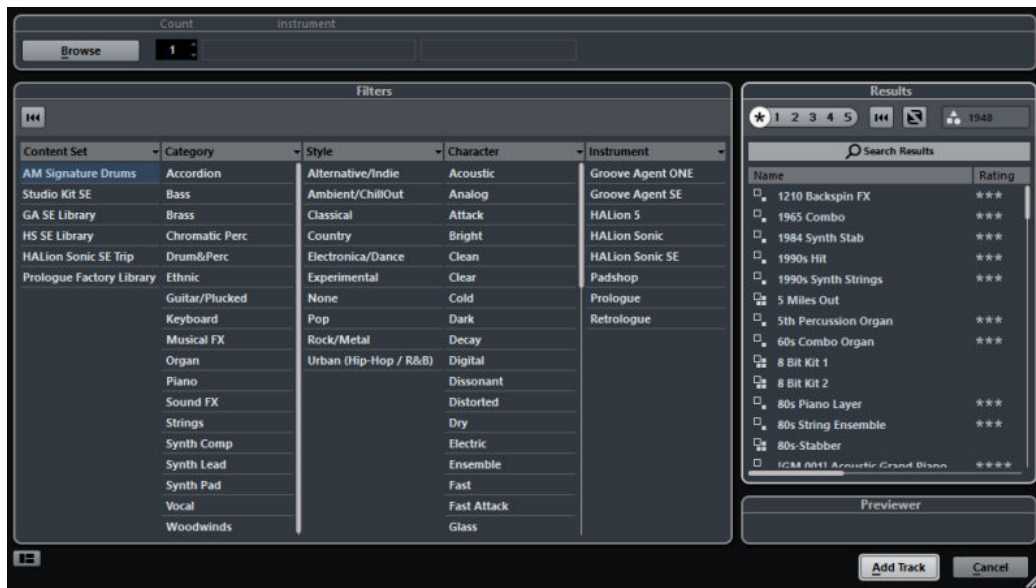 Count Instrument
Browse 1
Filters
Content Set Category Style Character Instrument
AM Signature Drums Accordion Alternative/Indie Acoustic Groove Agent ONE
Studio Kit SE Bass Ambient/ChillOut Analog Groove Agent SE
GA SE Library Brass Classical Attack HALion 5
HS SE Library Chromatic Perc Country Bright HALion Sonic
HALion Sonic SE Trip Drum&Perc Electronica/Dance Clean HALion Sonic SE
Prologue Factory Library Ethnic Experimental Clear Padshop
Guitar/Plucked None Cold Prologue
Keyboard Pop Dark Retrologue
Musical FX Rock/Metal Decay
Organ Urban (Hip-Hop / R&B) Digital
Piano Dissonant
Sound FX Distorted
Strings Dry
Synth Comp Electric
Synth Lead Ensemble
Synth Pad Fast
Vocal Fast Attack
Woodwinds Glass
Results
* 1 2 3 4 5 1948
Search Results
Name Rating
1210 Backspin FX ***
1965 Combo ***
1984 Synth Stab ***
1990s Hit ***
1990s Synth Strings ***
5 Miles Out
5th Percussion Organ ***
60s Combo Organ ***
8 Bit Kit 1
8 Bit Kit 2
80s Piano Layer ***
80s String Ensemble ***
80s-Stabber
[GM 001] Acoustic Grand Piano ****
Previewer
Add Track Cancel